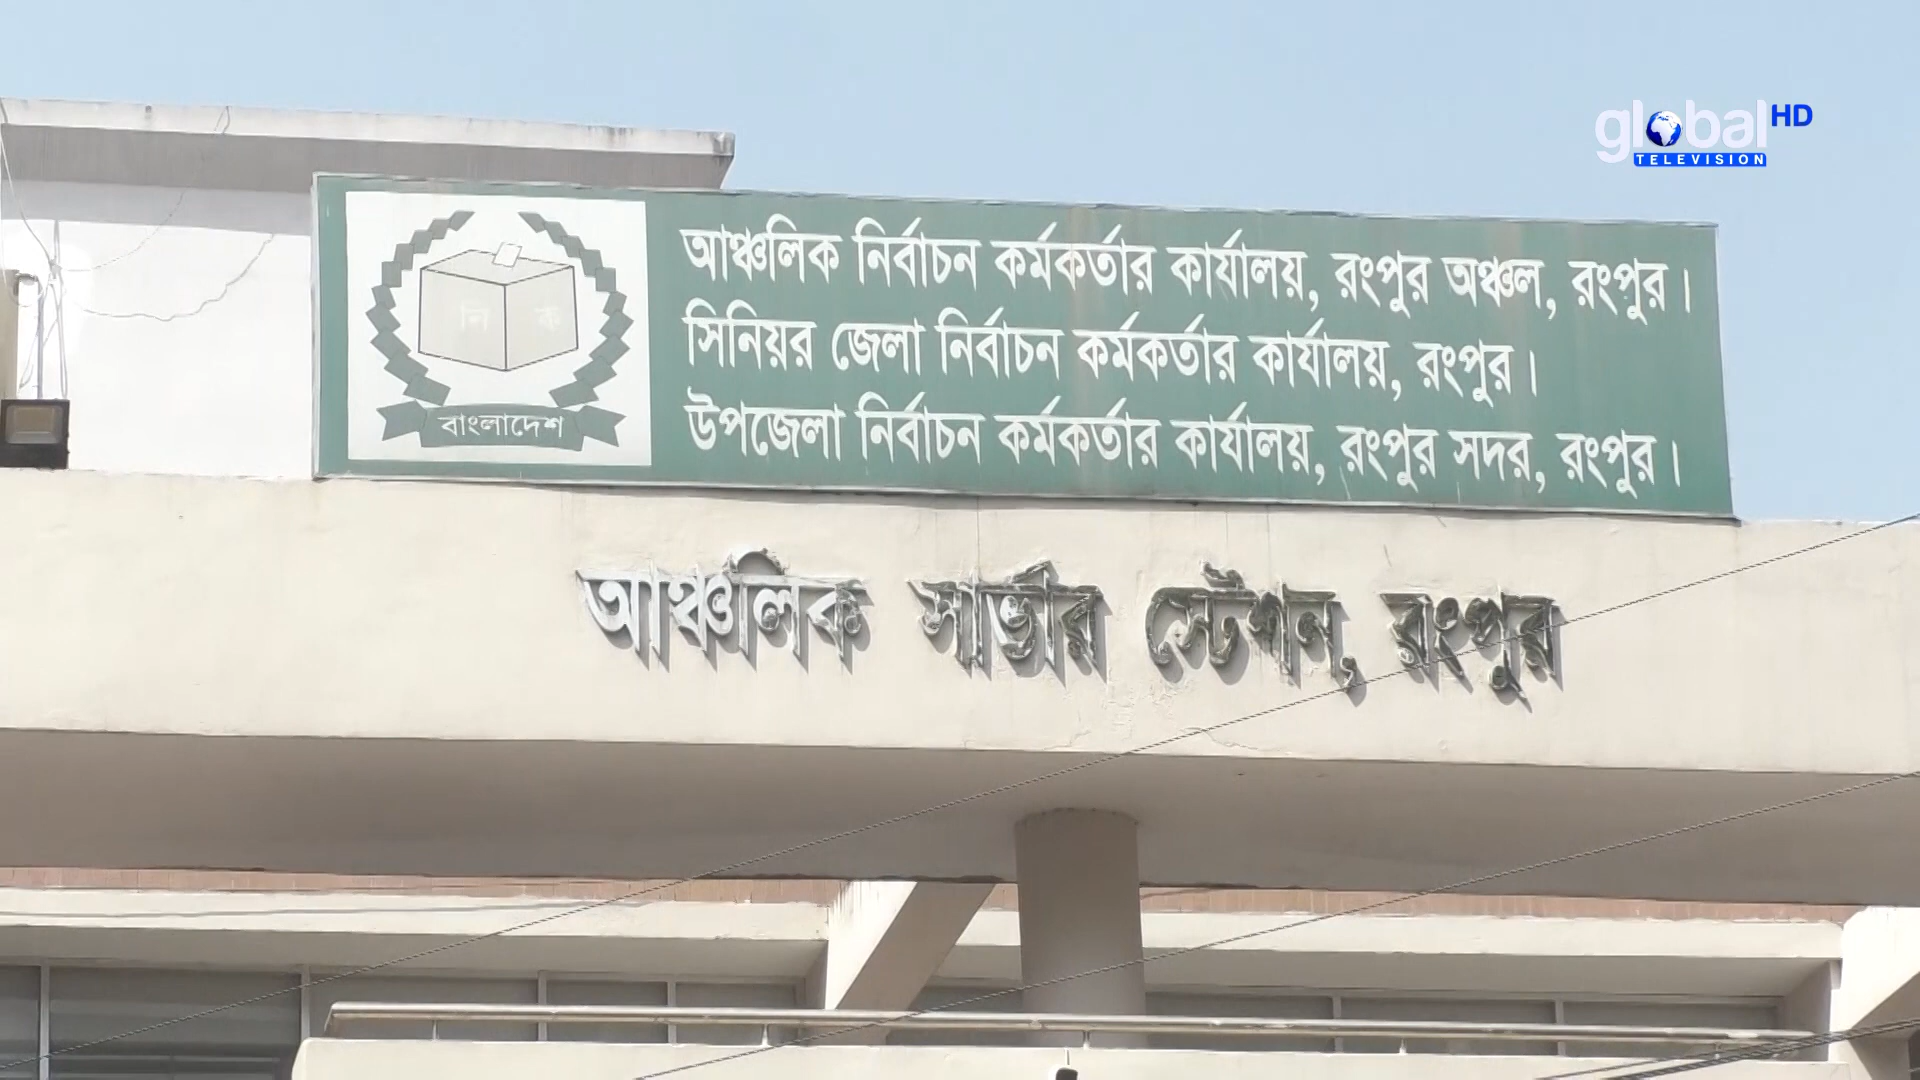 global HD
TELEVISION
আঞ্চলিক নির্বাচন কর্মকর্তার কার্যালয়, রংপুর অঞ্চল, রংপুর।
সিনিয়র জেলা নির্বাচন কর্মকর্তার কার্যালয়, রংপুর।
উপজেলা নির্বাচন কর্মকর্তার কার্যালয়, রংপুর সদর, রংপুর।
নি ক
বাংলাদেশ
আঞ্চলিক সার্ভার স্টেশন, রংপুর